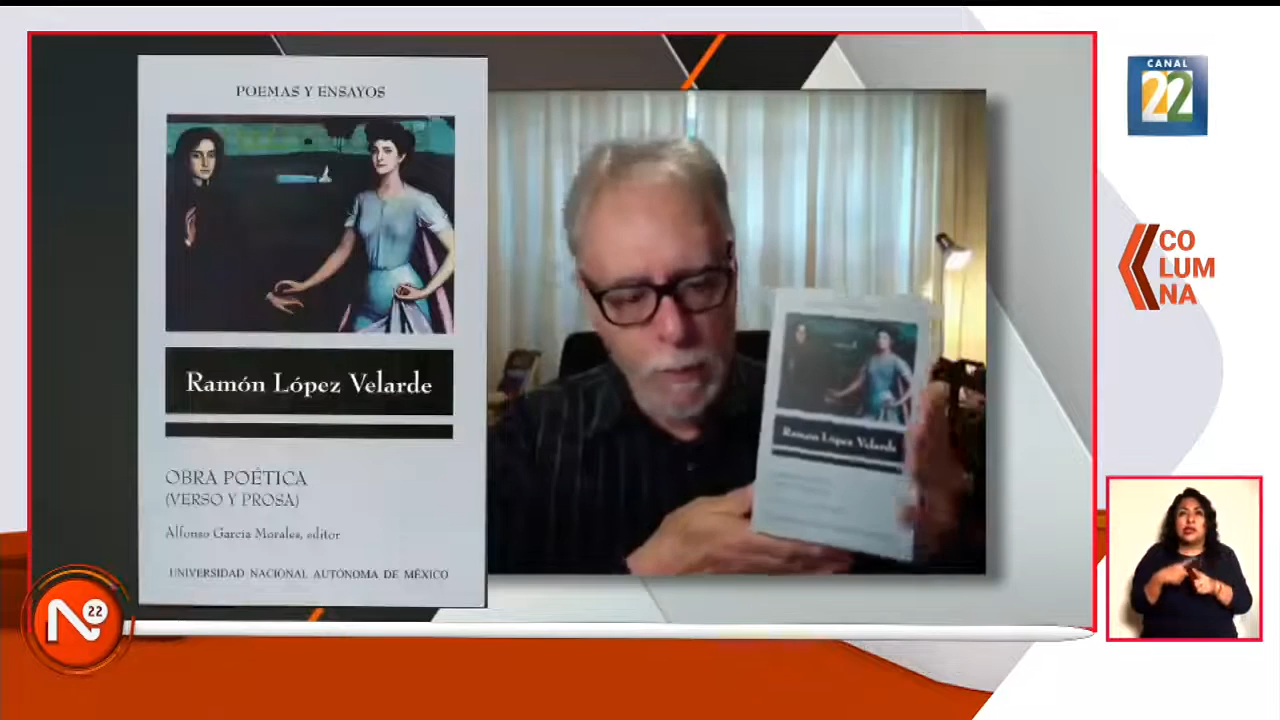 POEMAS Y ENSAYOS
Ramón López Velarde
OBRA POÉTICA
(VERSO Y PROSA)
Alfonso García Morales, editor
UNIVERSIDAD NACIONAL AUTÓNOMA DE MÉXICO
Ramón López Velarde
CANAL
22
CO
LUM
NA
N 22